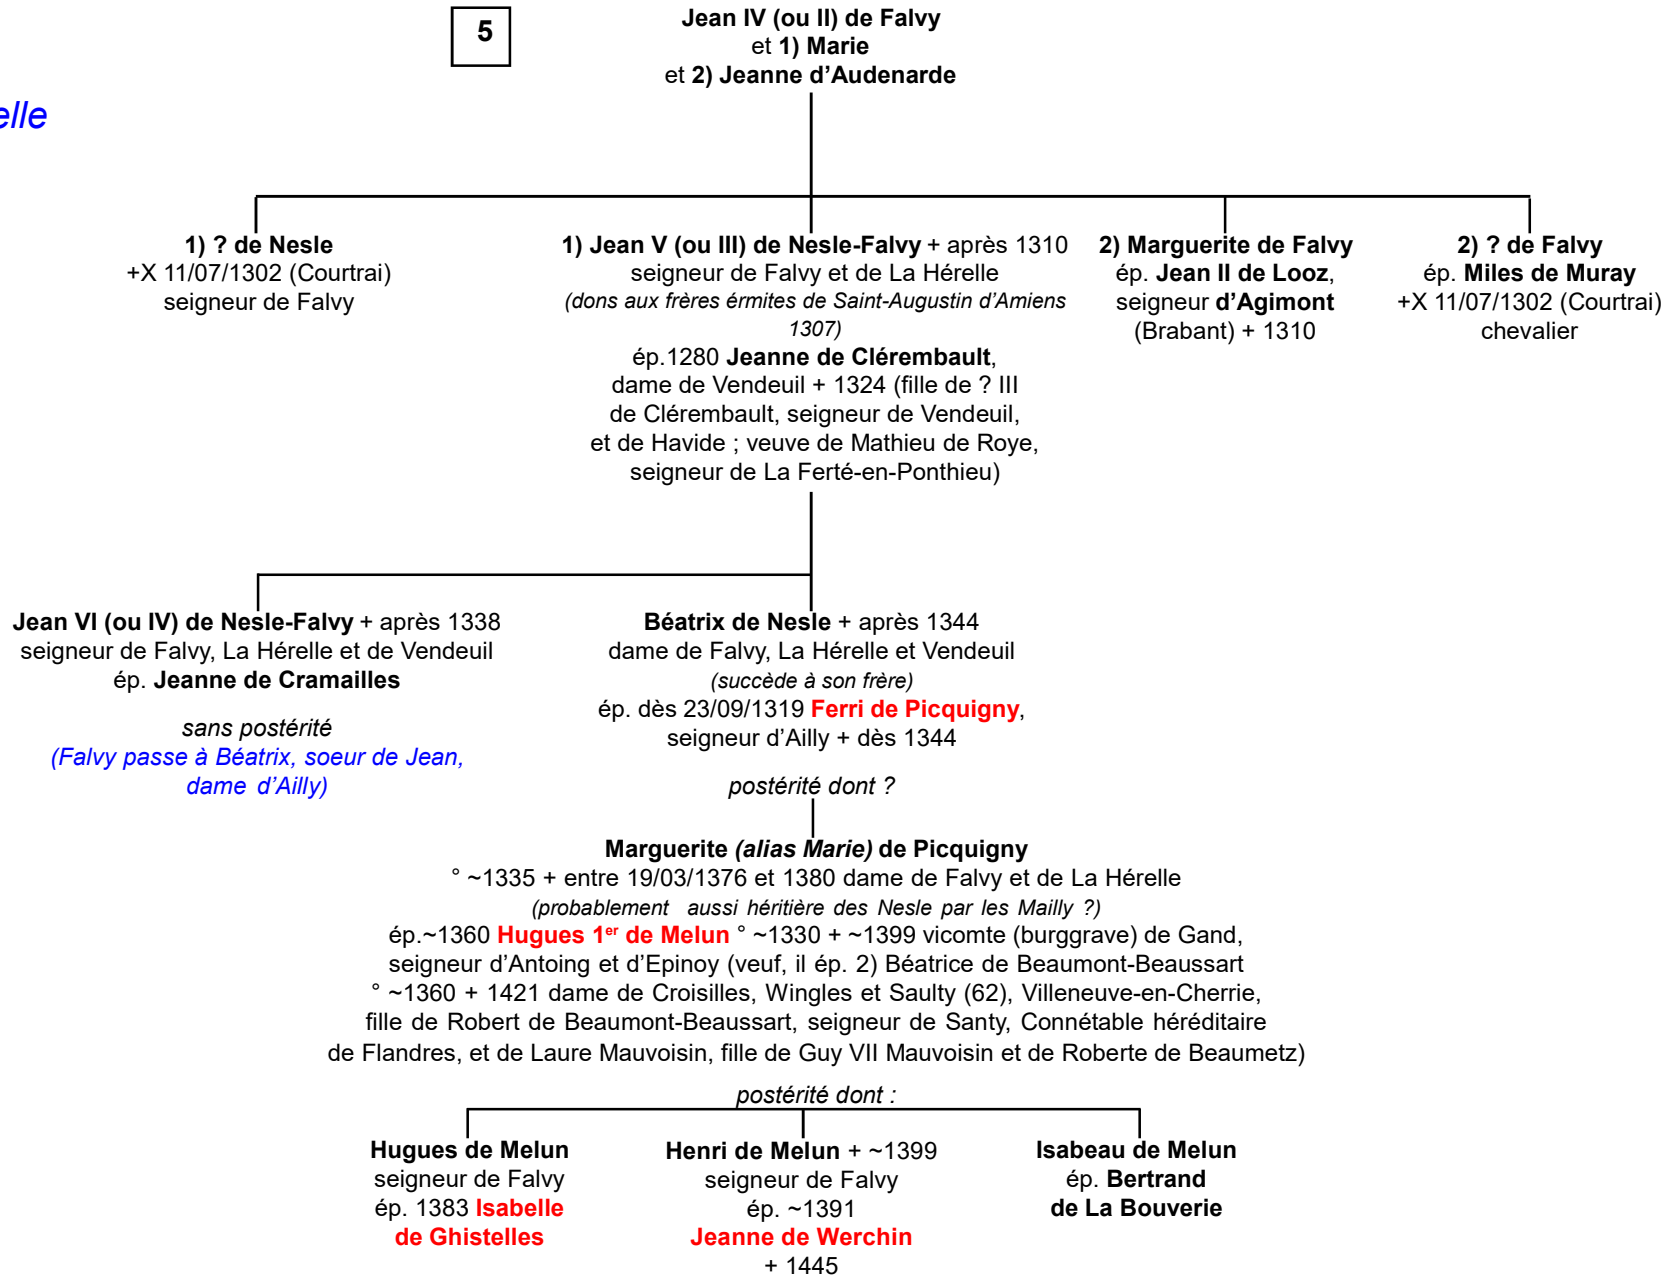 5
Jean IV (ou II) de Falvy
et 1) Marie
et 2) Jeanne d’Audenarde
elle
1) ? de Nesle
+X 11/07/1302 (Courtrai)
seigneur de Falvy
1) Jean V (ou III) de Nesle-Falvy + après 1310
seigneur de Falvy et de La Hérelle
(dons aux frères érmites de Saint-Augustin d’Amiens
1307)
ép.1280 Jeanne de Clérembault,
dame de Vendeuil + 1324 (fille de ? III
de Clérembault, seigneur de Vendeuil,
et de Havide ; veuve de Mathieu de Roye,
seigneur de La Ferté-en-Ponthieu)
2) Marguerite de Falvy
ép. Jean II de Looz,
seigneur d’Agimont
(Brabant) + 1310
2) ? de Falvy
ép. Miles de Muray
+X 11/07/1302 (Courtrai)
chevalier
Jean VI (ou IV) de Nesle-Falvy + après 1338
seigneur de Falvy, La Hérelle et de Vendeuil
ép. Jeanne de Cramailles
sans postérité
(Falvy passe à Béatrix, soeur de Jean,
dame d’Ailly)
Béatrix de Nesle + après 1344
dame de Falvy, La Hérelle et Vendeuil
(succède à son frère)
ép. dès 23/09/1319 Ferri de Picquigny,
seigneur d’Ailly + dès 1344
postérité dont ?
Marguerite (alias Marie) de Picquigny
° ~1335 + entre 19/03/1376 et 1380 dame de Falvy et de La Hérelle
(probablement aussi héritière des Nesle par les Mailly ?)
ép.~1360 Hugues 1er de Melun ° ~1330 + ~1399 vicomte (burggrave) de Gand,
seigneur d’Antoing et d’Epinoy (veuf, il ép. 2) Béatrice de Beaumont-Beaussart
° ~1360 + 1421 dame de Croisilles, Wingles et Saulty (62), Villeneuve-en-Cherrie,
fille de Robert de Beaumont-Beaussart, seigneur de Santy, Connétable héréditaire
de Flandres, et de Laure Mauvoisin, fille de Guy VII Mauvoisin et de Roberte de Beaumetz)
postérité dont :
Hugues de Melun
seigneur de Falvy
ép. 1383 Isabelle
de Ghistelles
Henri de Melun + ~1399
seigneur de Falvy
ép. ~1391
Jeanne de Werchin
+ 1445
Isabeau de Melun
ép. Bertrand
de La Bouverie